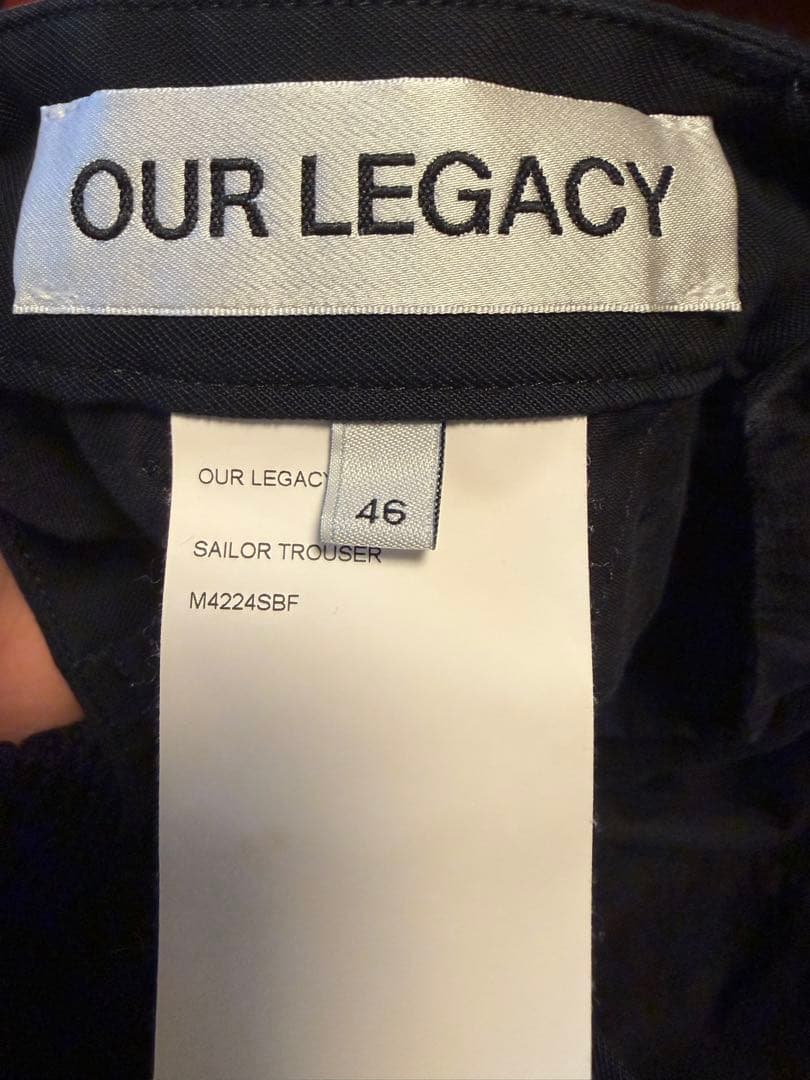 OUR LEGACY
OUR LEGACY
46
SAILOR TROUSER
M4224SBF